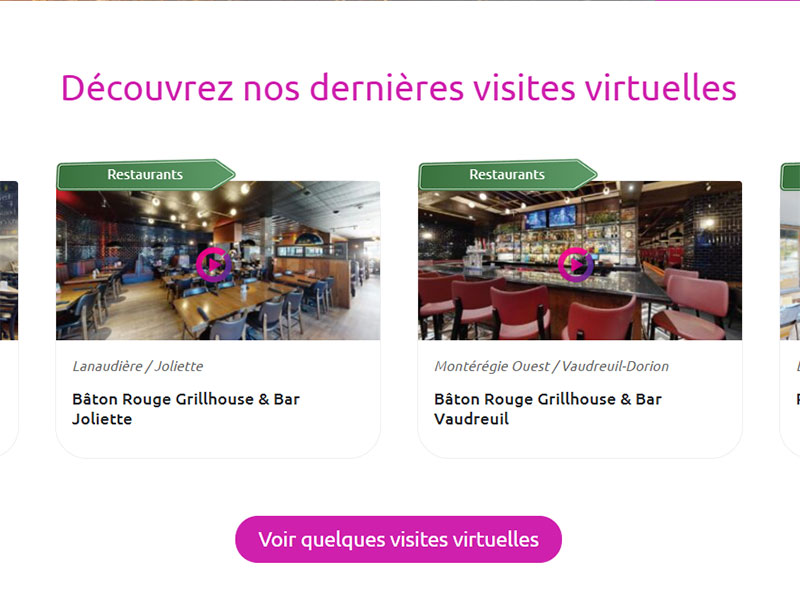 Découvrez nos dernières visites virtuelles
Restaurants
Lanaudière / Joliette
Bâton Rouge Grillhouse & Bar
Joliette
Restaurants
Montérégie Ouest / Vaudreuil-Dorion
Bâton Rouge Grillhouse & Bar
Vaudreuil
Voir quelques visites virtuelles